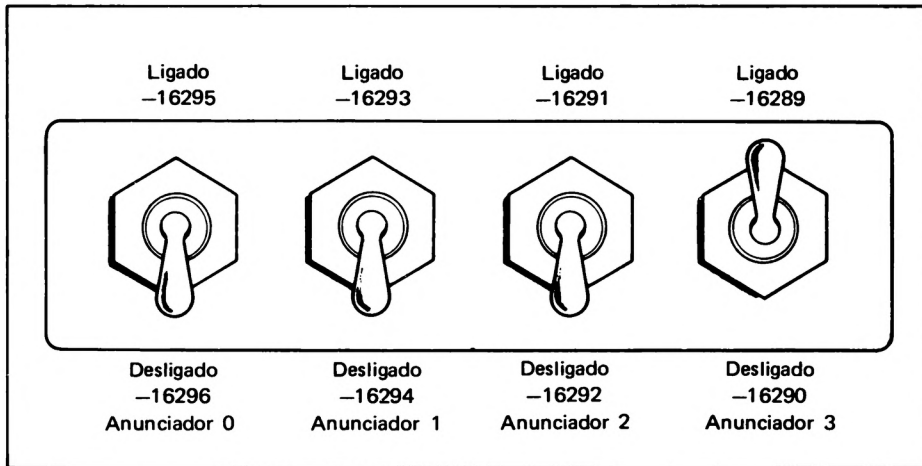 Ligado Ligado Ligado Ligado
−16295 −16293 −16291 −16289
Desligado Desligado Desligado Desligado
−16296 −16294 −16292 −16290
Anunciador 0 Anunciador 1 Anunciador 2 Anunciador 3